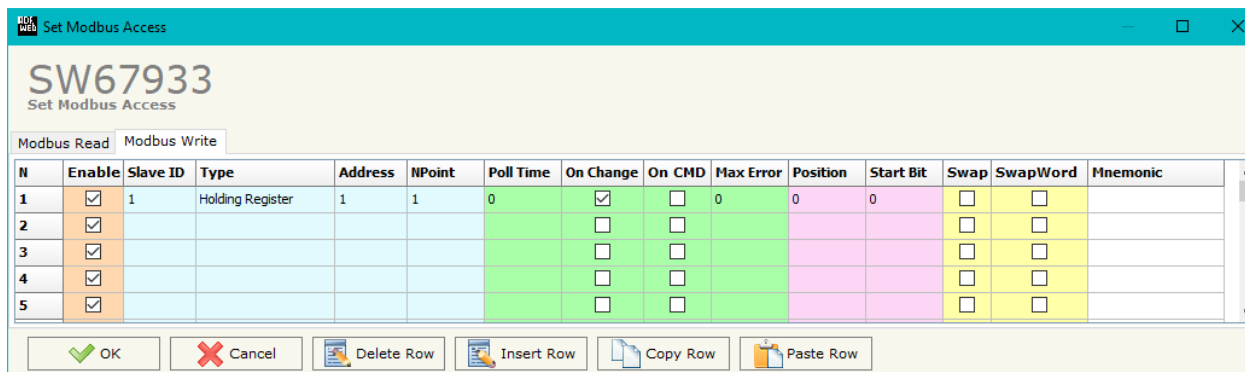 ADF
WEB
Set Modbus Access
SW67933
Set Modbus Access
Modbus Read Modbus Write
N Enable Slave ID Type Address NPoint Poll Time On Change On CMD Max Error Position Start Bit Swap SwapWord Mnemonic
1 1 Holding Register 1 1 0 0 0 0
2
3
4
5
OK Cancel Delete Row Insert Row Copy Row Paste Row